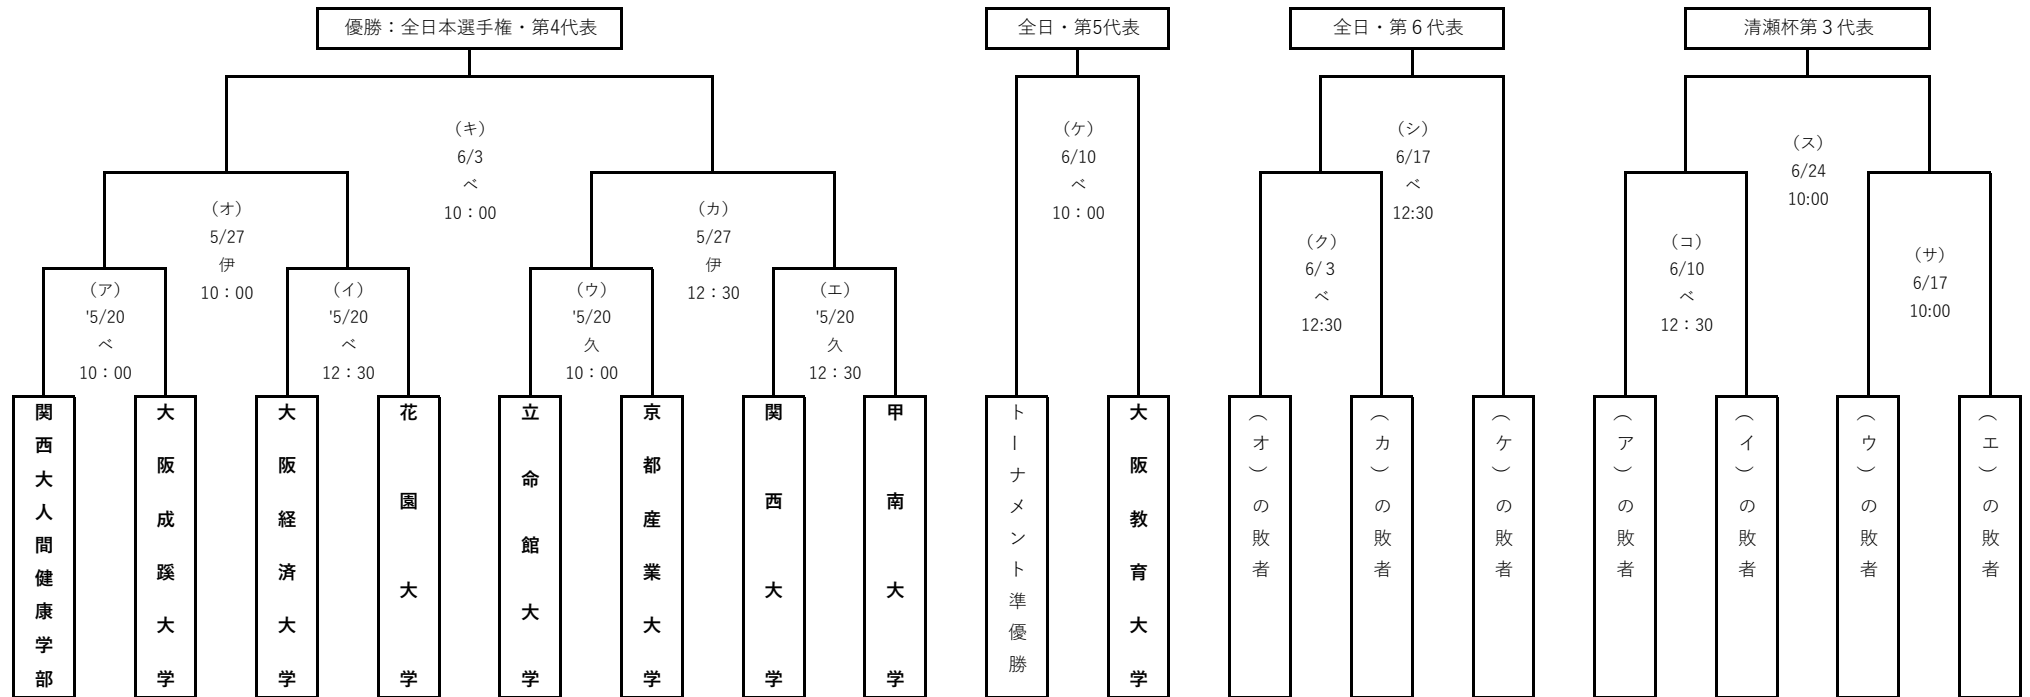 優勝：全日本選手権・第4代表
全日・第5代表
全日・第６代表
清瀬杯第３代表
（キ）
6/3
べ
10：00
（ケ）
6/10
べ
10：00
（シ）
6/17
べ
12:30
（ス）
6/24
10:00
（オ）
5/27
伊
10：00
（カ）
5/27
伊
12：30
（ク）
6/３
べ
12:30
（コ）
6/10
べ
12：30
（サ）
6/17
10:00
（ア）
'5/20
べ
10：00
（イ）
'5/20
べ
12：30
（ウ）
'5/20
久
10：00
（エ）
'5/20
久
12：30
関西大人間健康学部
大阪成蹊大学
大阪経済大学
花園大学
立命館大学
京都産業大学
関西大学
甲南大学
トーナメント準優勝
大阪教育大学
（オ）の敗者
（カ）の敗者
（ケ）の敗者
（ア）の敗者
（イ）の敗者
（ウ）の敗者
（エ）の敗者